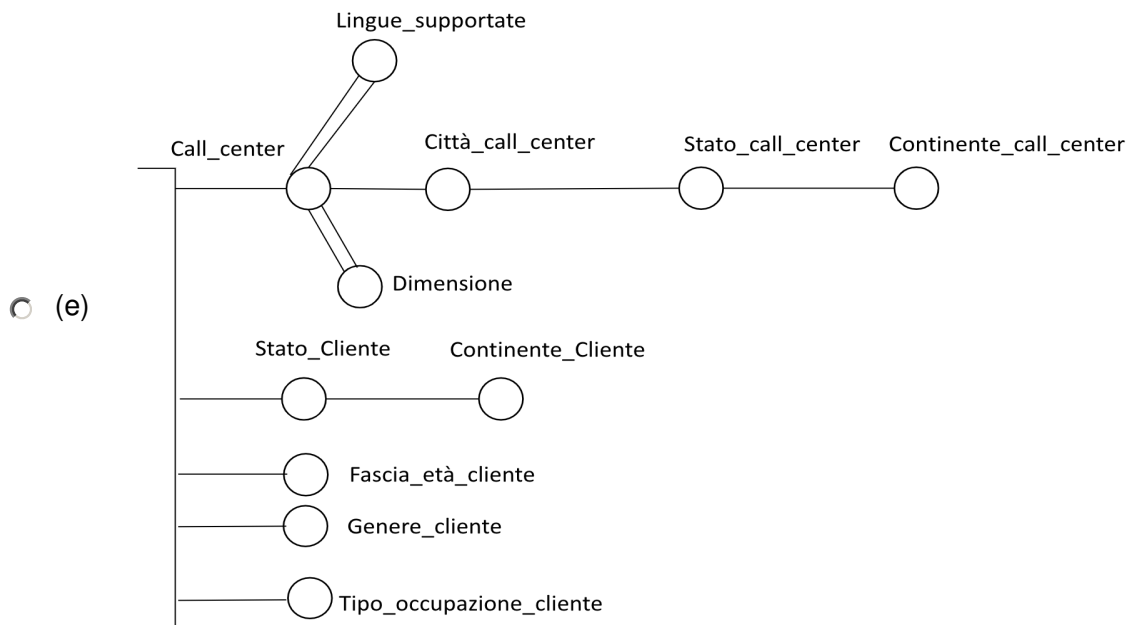 Lingue_supportate
Call_center
Città_call_center
Stato_call_center
Continente_call_center
Dimensione
(e)
Stato_Cliente
Continente_Cliente
Fascia_età_cliente
Genere_cliente
Tipo_occupazione_cliente